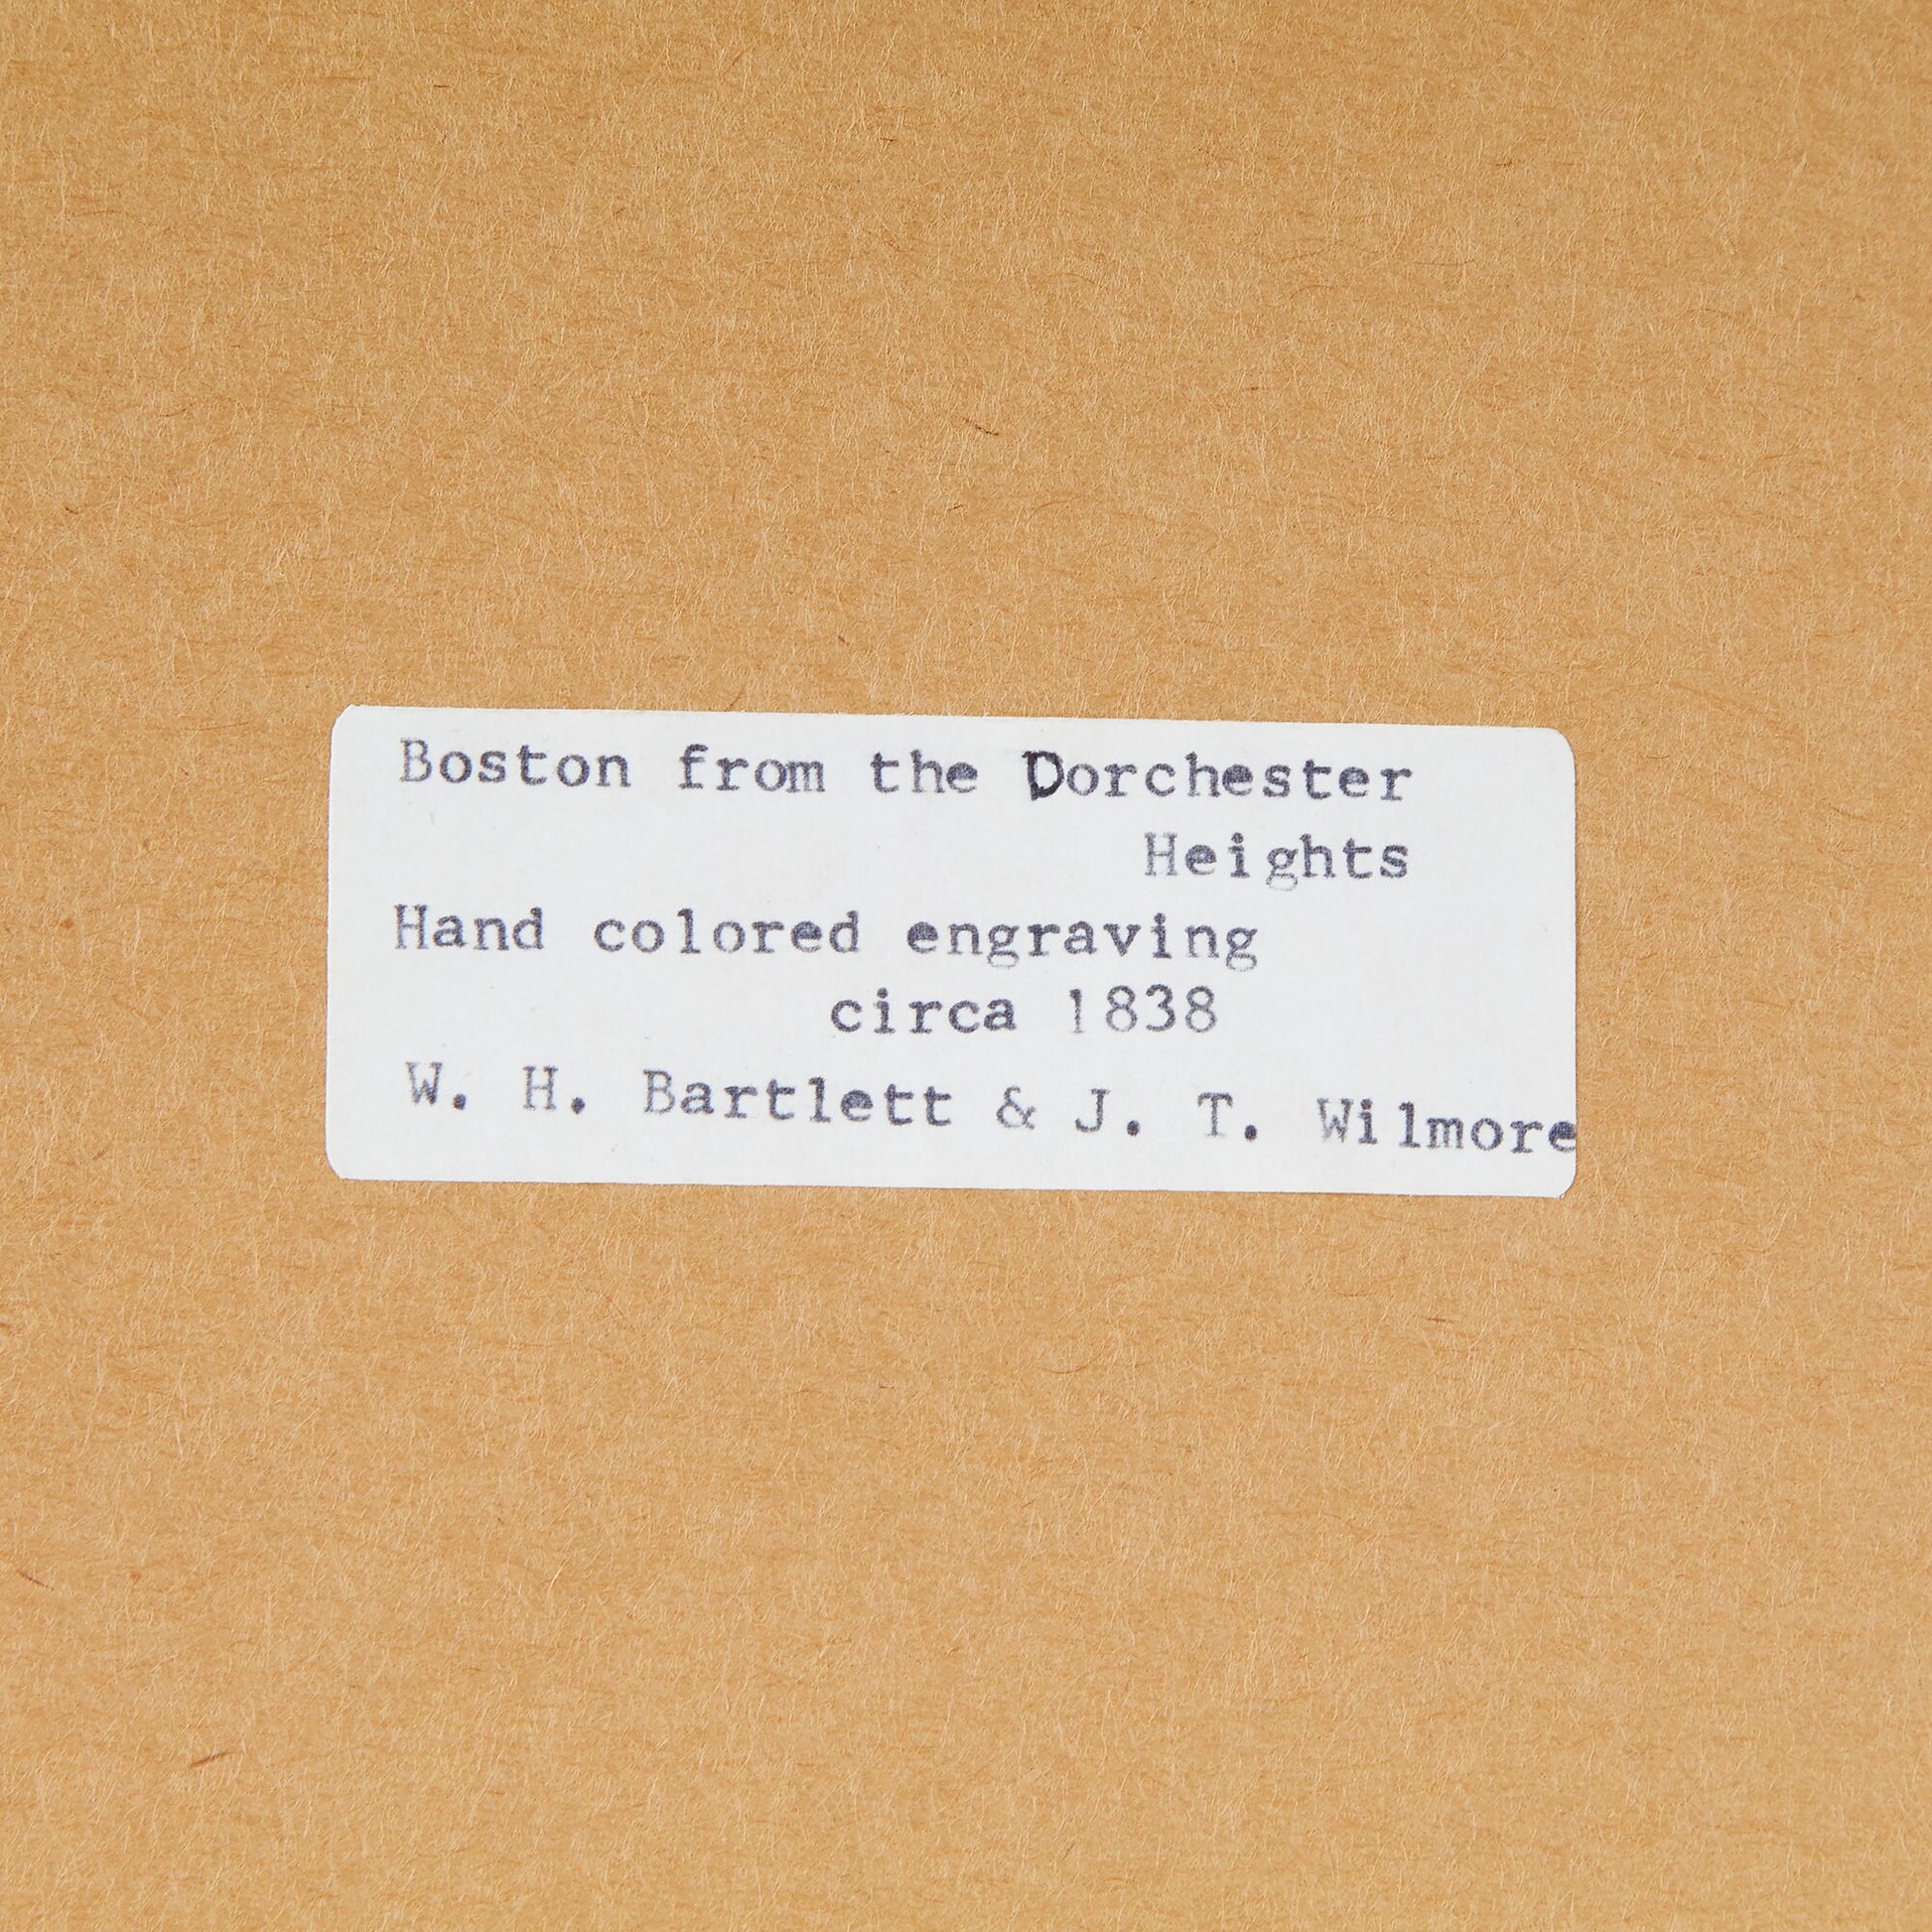 Boston from the Dorchester
Heights
Hand colored engraving
circa 1838
W. H. Bartlett & J. T. Wilmore